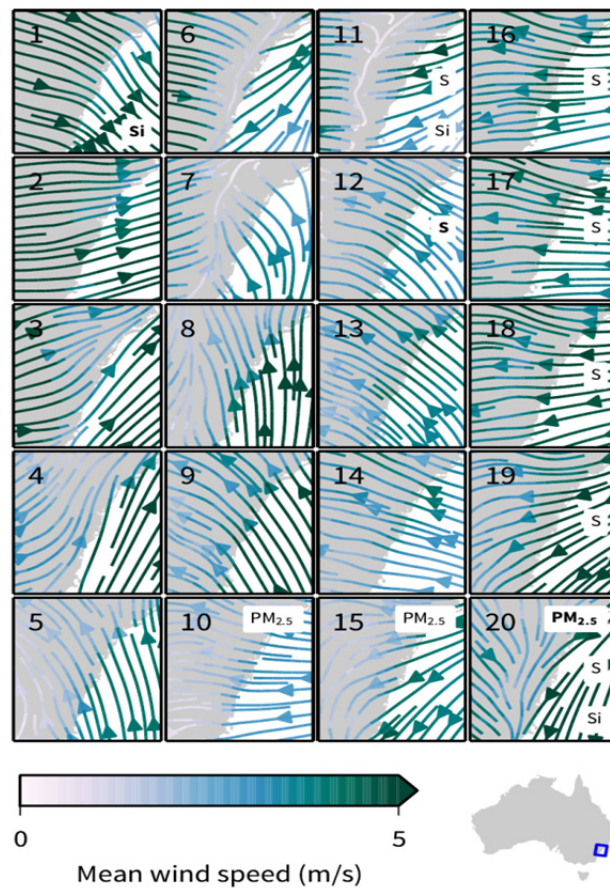 1 6 11 16
S S
Si Si
2 7 12 17
S S
3 8 13 18
S
4 9 14 19
S
5 10 PM2.5 15 PM2.5 20 PM2.5
S
Si
0 5
Mean wind speed (m/s)